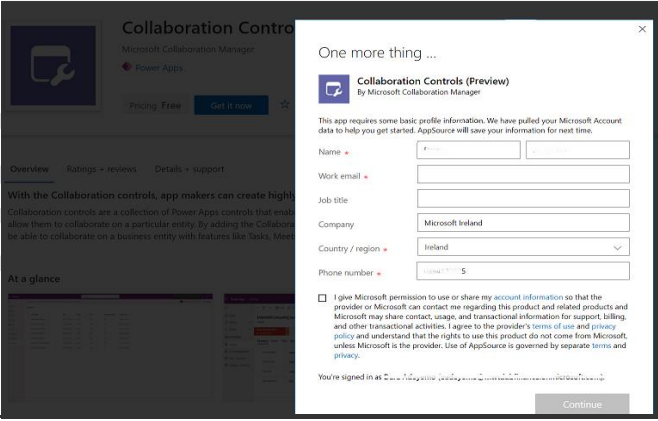 Collaboration Contro
Microsoft Collaboration Manager
Power Apps
Pricing Free
Get it now
Overview
Ratings + reviews
Details + support
With the Collaboration controls, app makers can create highly
Collaboration controls are a collection of Power Apps controls that enab
allow them to collaborate on a particular entity. By adding the Collabora
be able to collaborate on a business entity with features like Tasks, Meet
At a glance
One more thing ...
Collaboration Controls (Preview)
By Microsoft Collaboration Manager
This app requires some basic profile information. We have pulled your Microsoft Account
data to help you get started. AppSource will save your information for next time.
Name *
Work email *
Job title
Company
Microsoft Ireland
Country / region *
Ireland
Phone number *
5
I give Microsoft permission to use or share my account information so that the
provider or Microsoft can contact me regarding this product and related products and
Microsoft may share contact, usage, and transactional information for support, billing,
and other transactional activities. I agree to the provider's terms of use and privacy
policy and understand that the rights to use this product do not come from Microsoft,
unless Microsoft is the provider. Use of AppSource is governed by separate terms and
privacy.
You're signed in as
Continue